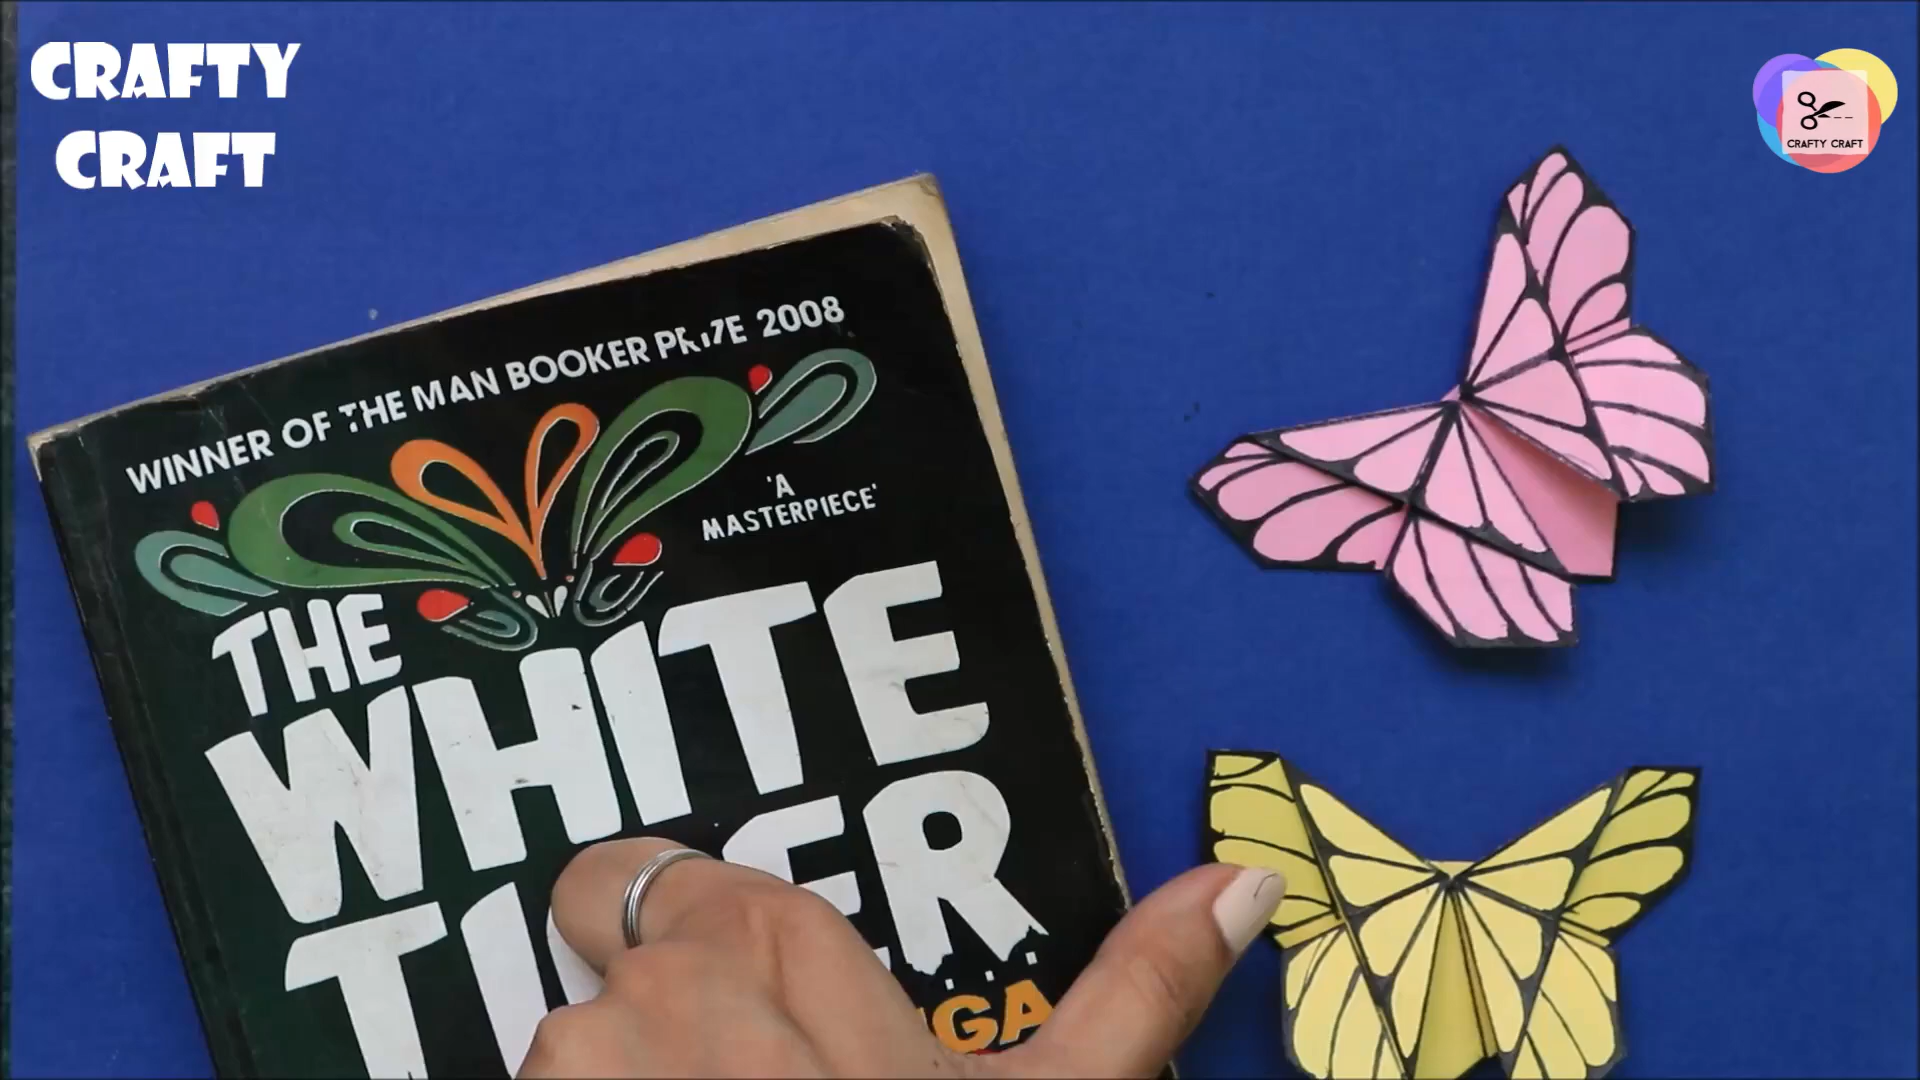 CRAFTY
CRAFT
CRAFTY CRAFT
WINNER OF THE MAN BOOKER PRIZE 2008
'A
MASTERPIECE'
THE
WHITE